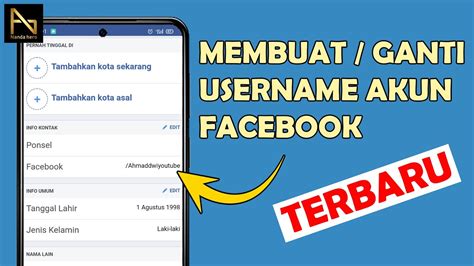 Nanda hero
PERNAH TINGGAL DI
Tambahkan kota sekarang
Tambahkan kota asal
INFO KONTAK
EDIT
Ponsel
Facebook
/Ahmaddwiyoutube
INFO UMUM
EDIT
Tanggal Lahir
1 Agustus 1998
Jenis Kelamin
Laki-laki
NAMA LAIN
MEMBUAT / GANTI
USERNAME AKUN
FACEBOOK
TERBARU